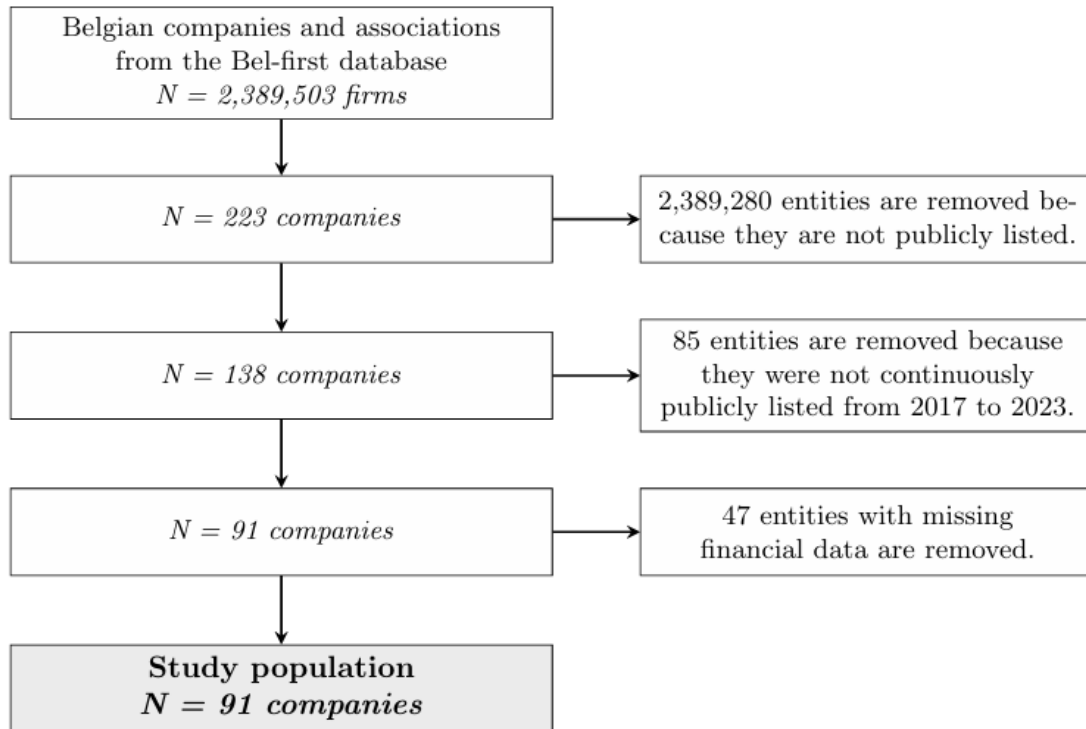 Belgian companies and associations
from the Bel-first database
N = 2,389,503 firms
N = 223 companies
2,389,280 entities are removed be-
cause they are not publicly listed.
N = 138 companies
85 entities are removed because
they were not continuously
publicly listed from 2017 to 2023.
N = 91 companies
47 entities with missing
financial data are removed.
Study population
N = 91 companies